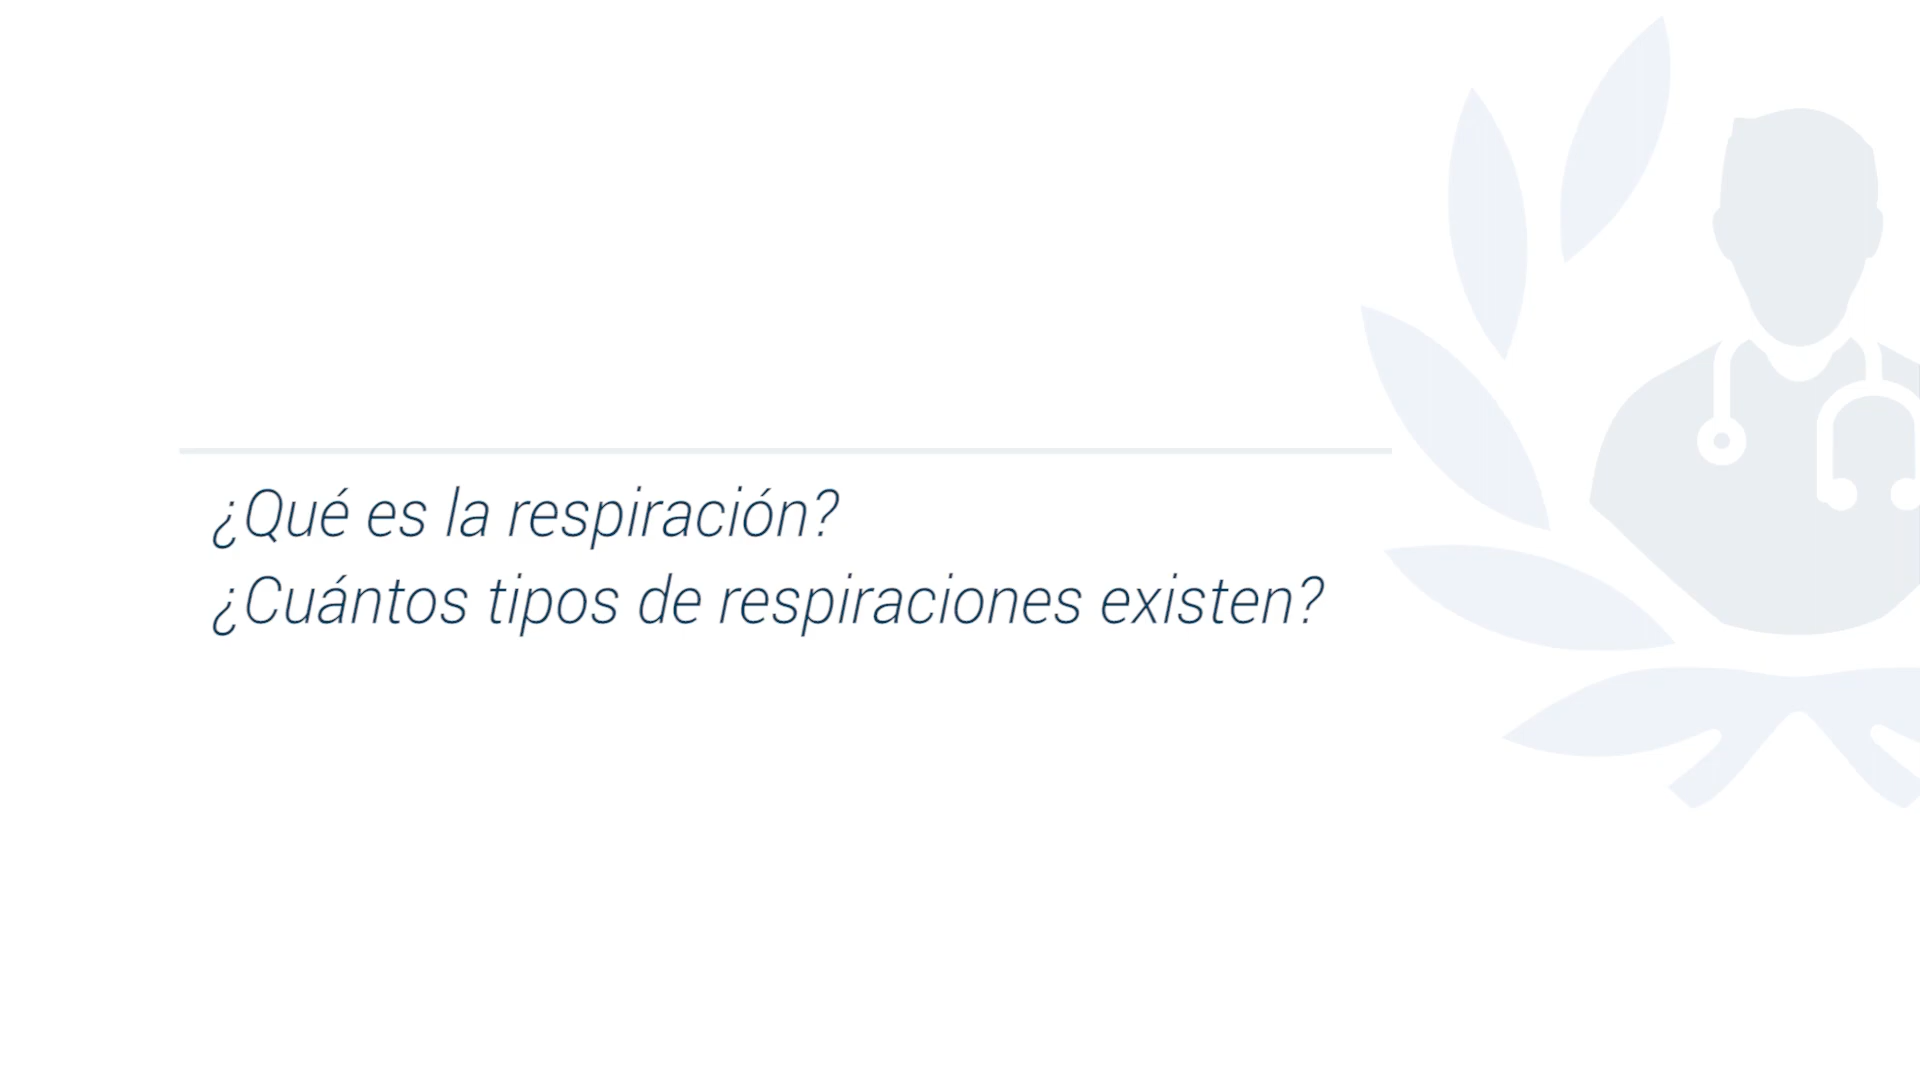 ¿Qué es la respiración?
¿Cuántos tipos de respiraciones existen?